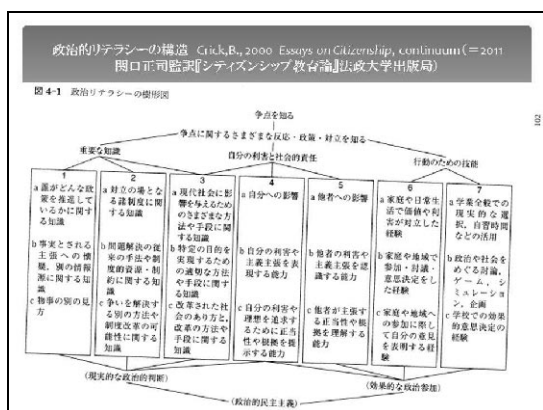 政治的リテラシーの構造 Crick,B., 2000 Essays on Citizenship, continuum(=2011
関口正司監訳『シティズンシップ教育論』法政大学出版局)
図 4-1 政治リテラシーの樹形図
102
争点を知る
争点に関するさまざまな反応・政策・対立を知る
重要な知識
自分の利害と社会的責任
行動のための技能
1
a 誰がどんな政
策を推進して
いるかに関す
る知識
b 事実とされる
主張への懐
疑,別の情報
源に関する知
識
c 物事の別の見
方
2
a 対立の場とな
る諸制度に関
する知識
b 問題解決の従
来の手法や制
度的資源・制
約に関する知
識
c 争いを解決す
る別の方法や
制度改革の可
能性に関する
知識
3
a 現代社会に影
響を与えるため
のさまざまな方
法や手段に関す
る知識
b 特定の目的を
実現するため
の適切な方法
や手段に関す
る知識
c 改革された社
会のあり方と,
改革の方法や
手段に関する
知識
4
a 自分への影響
b 自分の利害や
主義主張を表
現する能力
c 自分の利害や
理想を追求す
るために正当
性や根拠を提
示する能力
5
a 他者への影響
b 他者の利害や
主義主張を認
識する能力
c 他者が主張す
る正当性や根
拠を理解する
能力
6
a 家庭や日常生
活で価値や利
害が対立した
経験
b 家庭や地域で
参加・討議・
意思決定をし
た経験
c 家庭や地域へ
の参加に際し
て自分の意見
を表明する経
験
7
a 学業全般での
現実的な選
択,自習時間
などの活用
b 政治や社会を
めぐる討論,
ゲーム,シ
ミュレーショ
ン,企画
c 学校での効果
的意思決定の
経験
(現実的な政治的判断)
(効果的な政治参加)
(政治的民主主義)